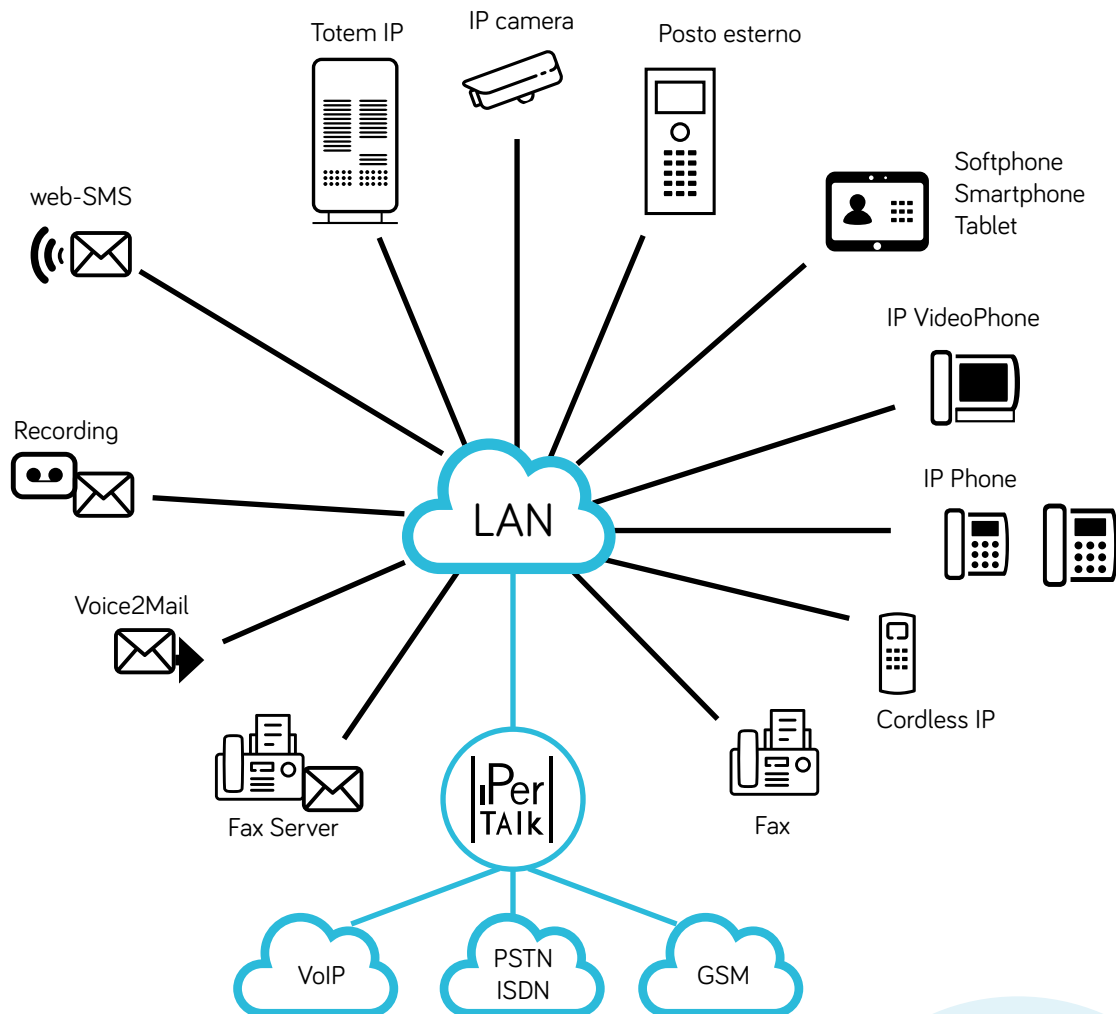 IP camera
Totem IP
Posto esterno
Softphone
Smartphone
Tablet
web-SMS
IP VideoPhone
Recording
IP Phone
LAN
Voice2Mail
Cordless IP
iPer
TALK
Fax Server
Fax
VoIP
PSTN
ISDN
GSM